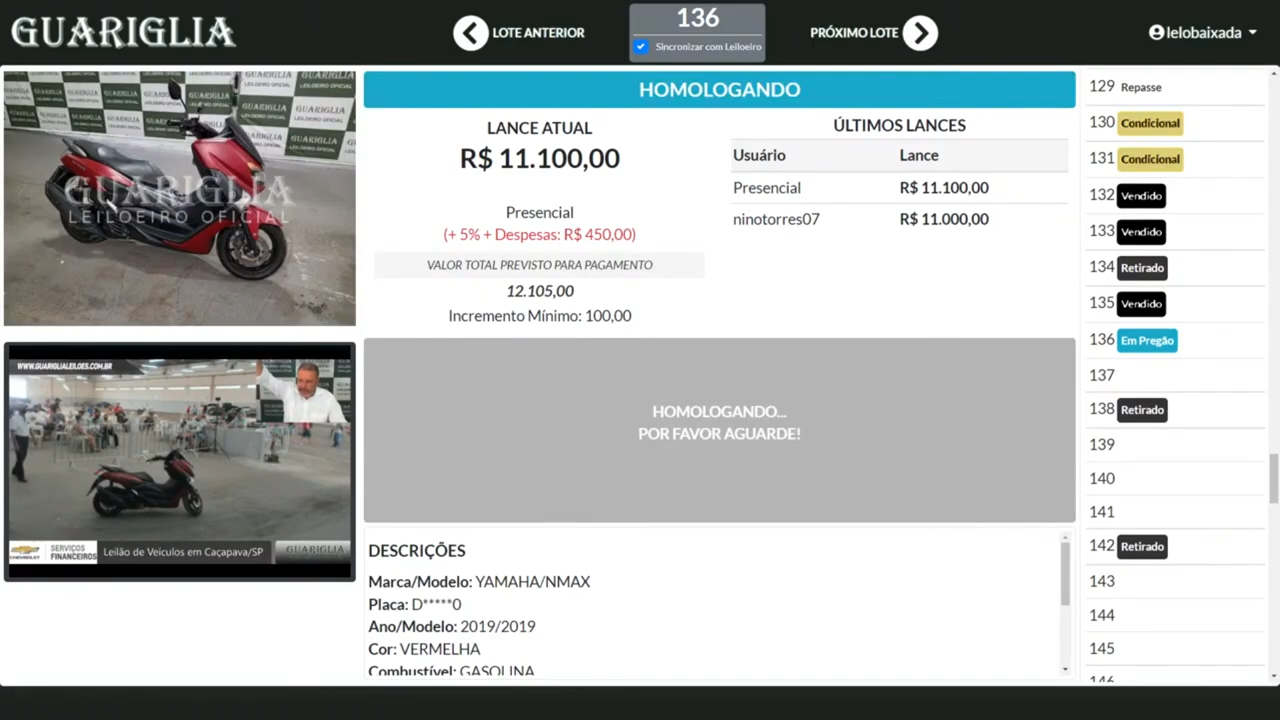 GUARIGLIA
LOTE ANTERIOR
136
Sincronizar com Leiloeiro
PRÓXIMO LOTE
lelobaixada
GUARIGLIA
LEILOEIRO OFICIAL
HOMOLOGANDO
LANCE ATUAL
R$ 11.100,00
Presencial
(+ 5% + Despesas: R$ 450,00)
VALOR TOTAL PREVISTO PARA PAGAMENTO
12.105,00
Incremento Mínimo: 100,00
ÚLTIMOS LANCES
Usuário Lance
Presencial R$ 11.100,00
ninotorres07 R$ 11.000,00
WWW.GUARIGLIALEILOES.COM.BR
CHEVROLET
SERVIÇOS
FINANCEIROS
Leilão de Veículos em Caçapava/SP
GUARIGLIA
HOMOLOGANDO...
POR FAVOR AGUARDE!
DESCRIÇÕES
Marca/Modelo: YAMAHA/NMAX
Placa: D*****0
Ano/Modelo: 2019/2019
Cor: VERMELHA
Combustível: GASOLINA
129 Repasse
130 Condicional
131 Condicional
132 Vendido
133 Vendido
134 Retirado
135 Vendido
136 Em Pregão
137
138 Retirado
139
140
141
142 Retirado
143
144
145
146